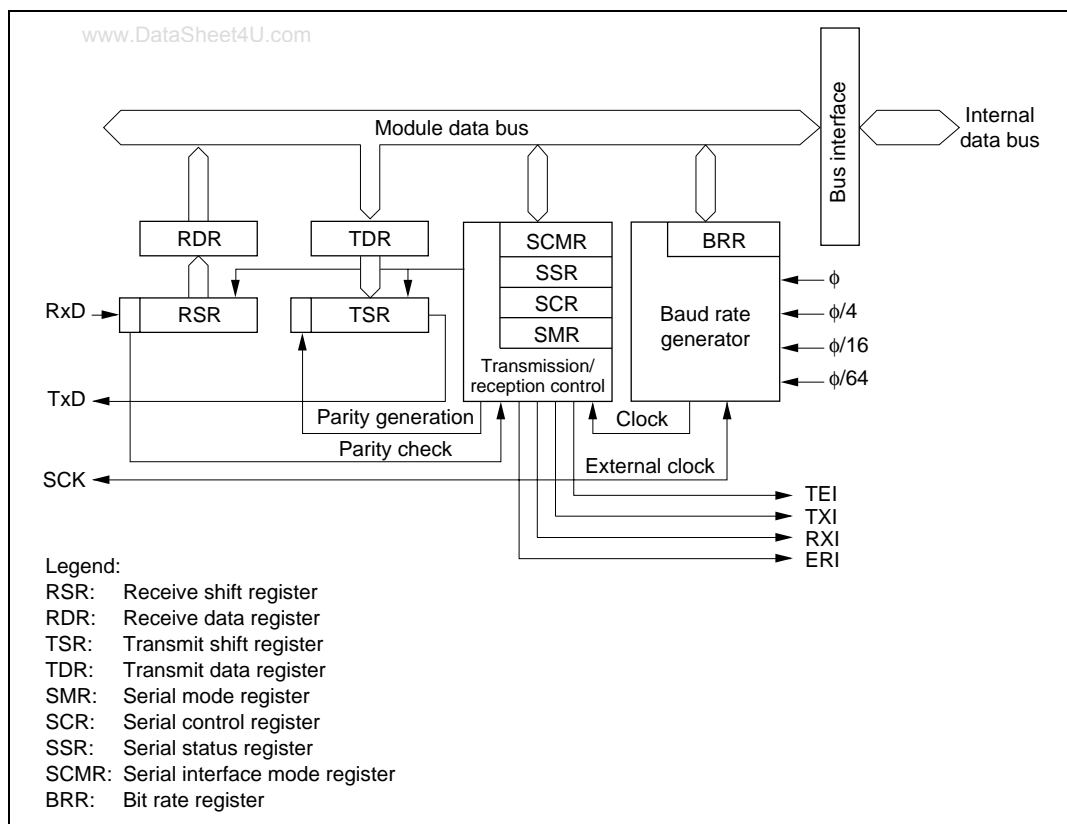 www.DataSheet4U.com
Bus interface
Internal
data bus
Module data bus
RDR
TDR
SCMR
BRR
SSR
SCR
SMR
RxD
RSR
TSR
Baud rate
generator
ϕ
ϕ/4
ϕ/16
ϕ/64
Transmission/
reception control
TxD
Parity generation
Clock
Parity check
SCK
External clock
TEI
TXI
RXI
ERI
Legend:
RSR: Receive shift register
RDR: Receive data register
TSR: Transmit shift register
TDR: Transmit data register
SMR: Serial mode register
SCR: Serial control register
SSR: Serial status register
SCMR: Serial interface mode register
BRR: Bit rate register